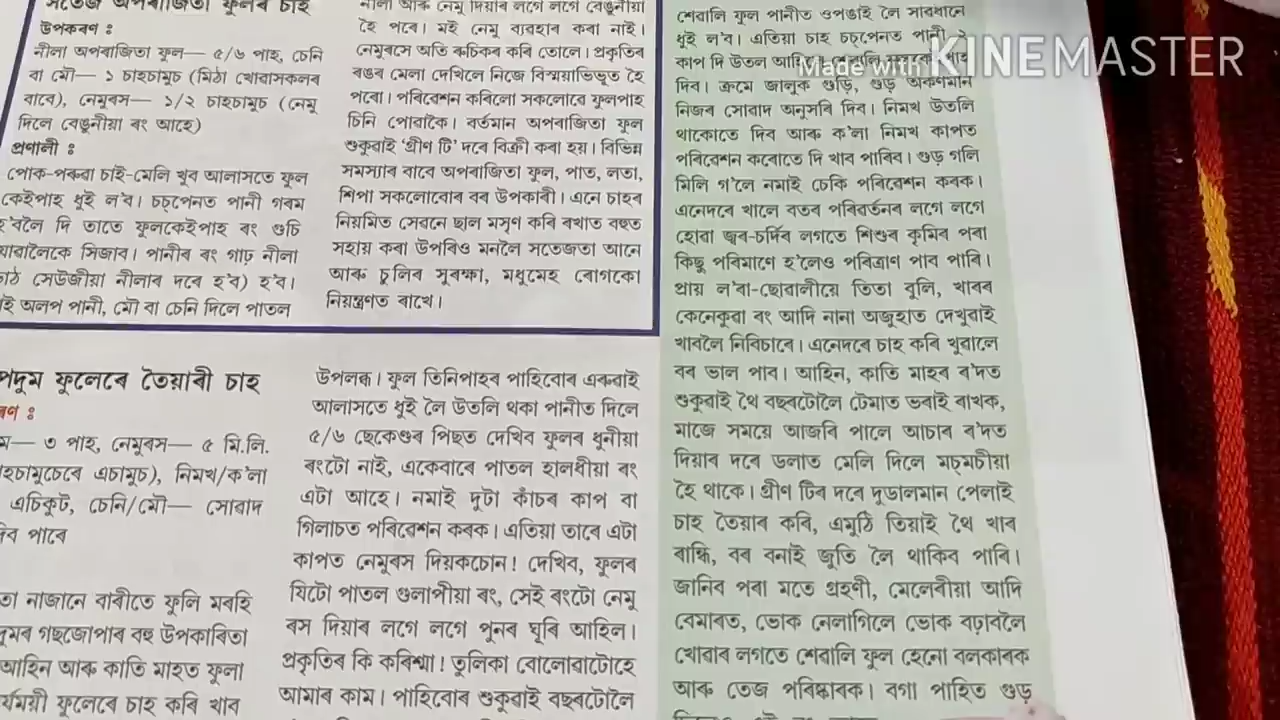 সতেজ অপৰাজিতা ফুলৰ চাহ
উপকৰণ :
নীলা অপৰাজিতা ফুল— ৫/৬ পাহ, চেনি
বা মৌ— ১ চাহচামুচ (মিঠা খোৱাসকলৰ
বাবে), নেমুৰস— ১/২ চাহচামুচ (নেমু
দিলে বেঙুনীয়া ৰং আহে)
প্ৰণালী :
পোক-পৰুৱা চাই-মেলি খুব আলাসতে ফুল
কেইপাহ ধুই ল'ব। চচ্‌পেনত পানী গৰম
হ'বলৈ দি তাতে ফুলকেইপাহ ৰং গুচি
যোৱালৈকে সিজাব। পানীৰ ৰং গাঢ় নীলা
সেউজীয়া নীলাৰ দৰে হ'ব) হ'ব।
অলপ পানী, মৌ বা চেনি দিলে পাতল
নীলা আৰু নেমু দিয়াৰ লগে লগে বেঙুনীয়া
হৈ পৰে। মই নেমু ব্যৱহাৰ কৰা নাই।
নেমুৰসে অতি ৰুচিকৰ কৰি তোলে। প্ৰকৃতিৰ
ৰঙৰ মেলা দেখিলে নিজে বিস্ময়াভিভূত হৈ
পৰো। পৰিবেশন কৰিলো সকলোৱে ফুলপাহ
চিনি পোৱাকৈ। বৰ্তমান অপৰাজিতা ফুল
শুকুৱাই ‘গ্ৰীণ টি’ দৰে বিক্ৰী কৰা হয়। বিভিন্ন
সমস্যাৰ বাবে অপৰাজিতা ফুল, পাত, লতা,
শিপা সকলোবোৰ বৰ উপকাৰী। এনে চাহৰ
নিয়মিত সেৱনে ছাল মসৃণ কৰি ৰখাত বহুত
সহায় কৰা উপৰিও মনলৈ সতেজতা আনে
আৰু চুলিৰ সুৰক্ষা, মধুমেহ ৰোগকো
নিয়ন্ত্ৰণত ৰাখে।
পদুম ফুলেৰে তৈয়াৰী চাহ
ৰণ :
ম— ৩ পাহ, নেমুৰস— ৫ মি.লি.
এচামুচ), নিমখ/ক'লা
এচিকুট, চেনি/মৌ— সোৱাদ
পাৰে
নাজানে বাৰীতে ফুলি মৰহি
গছজোপাৰ বহু উপকাৰিতা
আহিন আৰু কাতি মাহত ফুলা
ফুলেৰে চাহ কৰি খাব
উপলব্ধ। ফুল তিনিপাহৰ পাহিবোৰ এৰুৱাই
আলাসতে ধুই লৈ উতলি থকা পানীত দিলে
৫/৬ ছেকেণ্ডৰ পিছত দেখিব ফুলৰ ধুনীয়া
ৰংটো নাই, একেবাৰে পাতল হালধীয়া ৰং
এটা আহে। নমাই দুটা কাঁচৰ কাপ বা
গিলাচত পৰিবেশন কৰক। এতিয়া তাৰে এটা
কাপত নেমুৰস দিয়কচোন! দেখিব, ফুলৰ
যিটো পাতল গুলাপীয়া ৰং, সেই ৰংটো নেমু
ৰস দিয়াৰ লগে লগে পুনৰ ঘূৰি আহিল।
প্ৰকৃতিৰ কি কৰিশ্মা! তুলিকা বোলোৱাটোহে
আমাৰ কাম। পাহিবোৰ শুকুৱাই বছৰটোলৈ
শেৱালি ফুল পানীত ওপঙাই লৈ সাৱধানে
ধুই ল'ব। এতিয়া চাহ চচ্‌পেনত পানী
কাপ দি উতল
দিব। ক্ৰমে জালুক গুড়ি, গুড় অকণমান
নিজৰ সোৱাদ অনুসৰি দিব। নিমখ উতলি
থাকোতে দিব আৰু ক'লা নিমখ কাপত
পৰিবেশন কৰোতে দি খাব পাৰিব। গুড় গলি
মিলি গ'লে নমাই চেকি পৰিবেশন কৰক।
এনেদৰে খালে বতৰ পৰিবৰ্তনৰ লগে লগে
হোৱা জ্বৰ-চৰ্দিৰ লগতে শিশুৰ কৃমিৰ পৰা
কিছু পৰিমাণে হ'লেও পৰিত্ৰাণ পাব পাৰি।
প্ৰায় ল'ৰা-ছোৱালীয়ে তিতা বুলি, খাবৰ
কেনেকুৱা ৰং আদি নানা অজুহাত দেখুৱাই
খাবলৈ নিবিচাৰে। এনেদৰে চাহ কৰি খুৱালে
বৰ ভাল পাব। আহিন, কাতি মাহৰ ৰ'দত
শুকুৱাই থৈ বছৰটোলৈ টেমাত ভৰাই ৰাখক,
মাজে সময়ে আজৰি পালে আচাৰ ৰ'দত
দিয়াৰ দৰে ডলাত মেলি দিলে মচ্‌মচীয়া
হৈ থাকে। গ্ৰীণ টিৰ দৰে দুডালমান পেলাই
চাহ তৈয়াৰ কৰি, এমুঠি তিয়াই থৈ খাৰ
ৰান্ধি, বৰ বনাই জুতি লৈ থাকিব পাৰি।
জানিব পৰা মতে গ্ৰহণী, মেলেৰীয়া আদি
বেমাৰত, ভোক নেলাগিলে ভোক বঢ়াবলৈ
খোৱাৰ লগতে শেৱালি ফুল হেনো বলকাৰক
আৰু তেজ পৰিষ্কাৰক। বগা পাহিত গুড়
Made with KINEMASTER